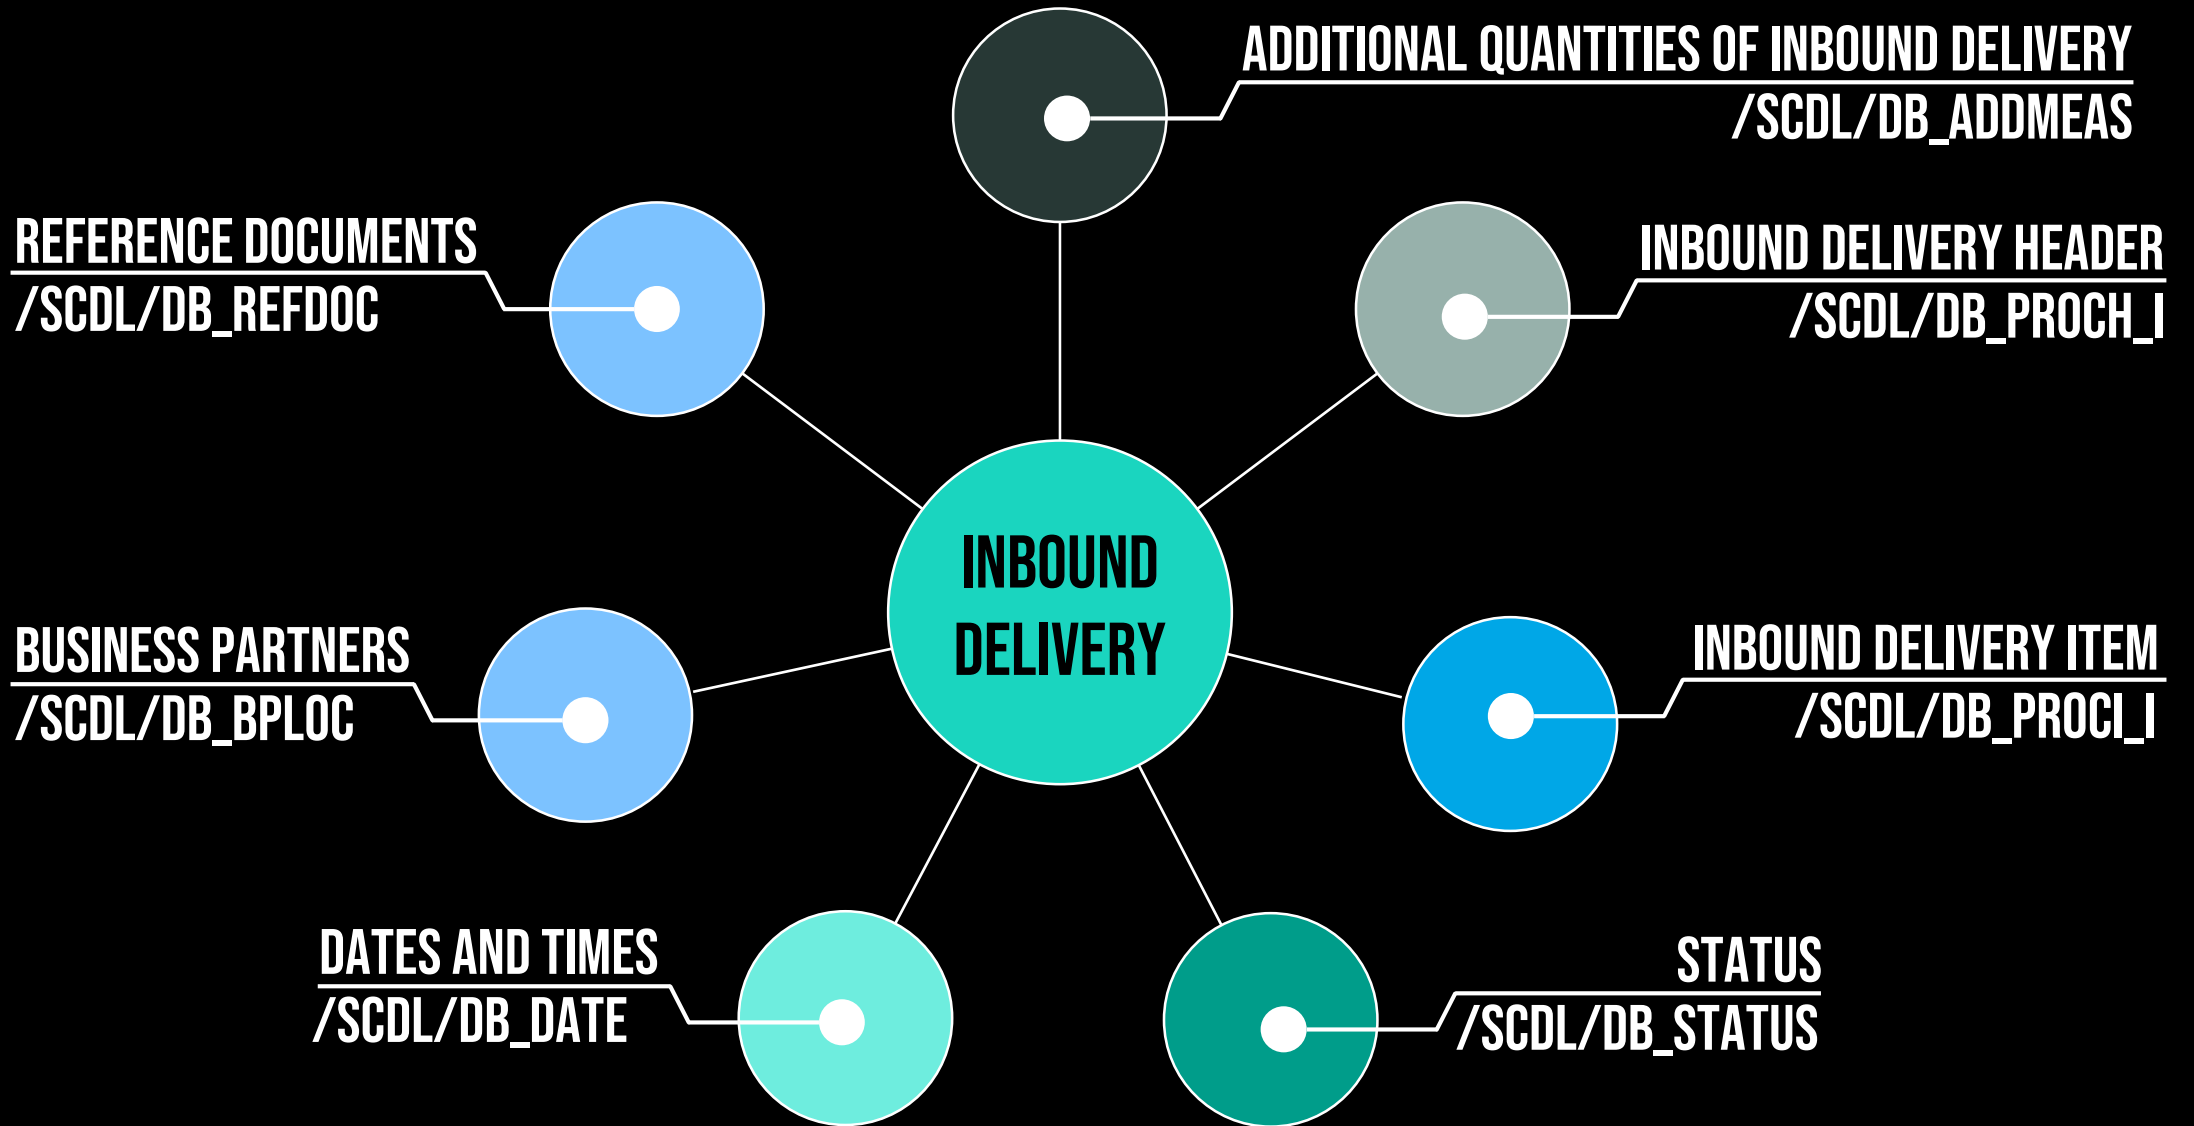 ADDITIONAL QUANTITIES OF INBOUND DELIVERY
/SCDL/DB_ADDMEAS
REFERENCE DOCUMENTS
/SCDL/DB_REFDOC
INBOUND DELIVERY HEADER
/SCDL/DB_PROCH_I
INBOUND
DELIVERY
BUSINESS PARTNERS
/SCDL/DB_BPLOC
INBOUND DELIVERY ITEM
/SCDL/DB_PROCI_I
DATES AND TIMES
/SCDL/DB_DATE
STATUS
/SCDL/DB_STATUS